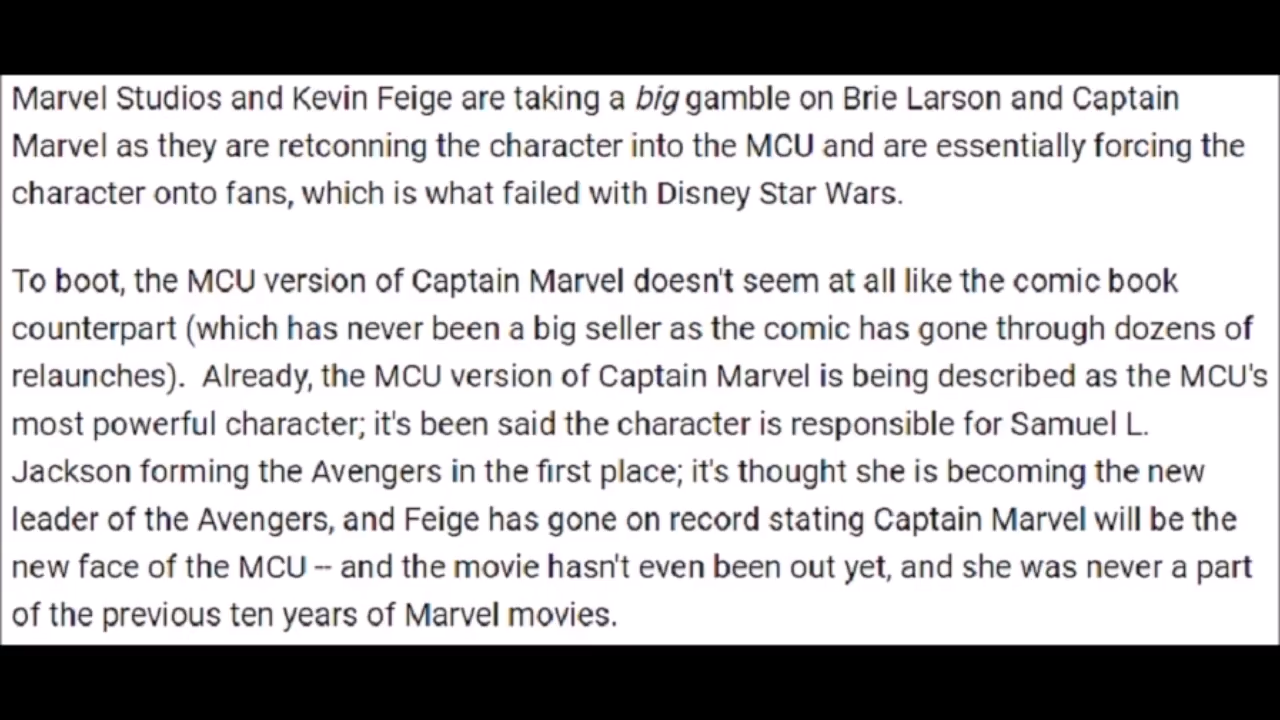 Marvel Studios and Kevin Feige are taking a big gamble on Brie Larson and Captain
Marvel as they are retconning the character into the MCU and are essentially forcing the
character onto fans, which is what failed with Disney Star Wars.
To boot, the MCU version of Captain Marvel doesn't seem at all like the comic book
counterpart (which has never been a big seller as the comic has gone through dozens of
relaunches).  Already, the MCU version of Captain Marvel is being described as the MCU's
most powerful character; it's been said the character is responsible for Samuel L.
Jackson forming the Avengers in the first place; it's thought she is becoming the new
leader of the Avengers, and Feige has gone on record stating Captain Marvel will be the
new face of the MCU -- and the movie hasn't even been out yet, and she was never a part
of the previous ten years of Marvel movies.